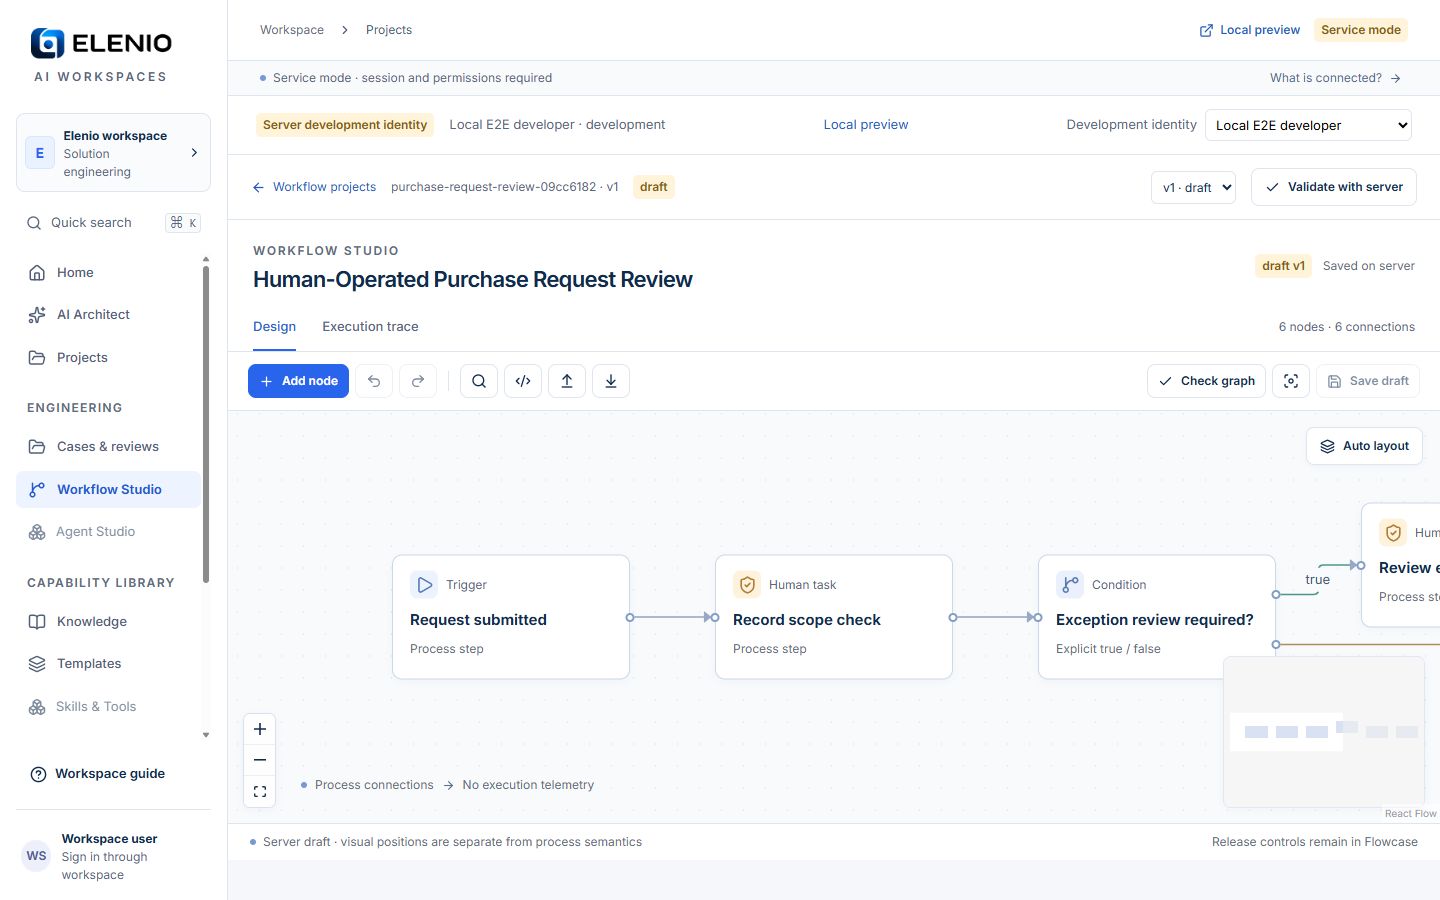 ELENIO
AI WORKSPACES
E
Elenio workspace
Solution
engineering
Quick search
⌘ K
Home
AI Architect
Projects
ENGINEERING
Cases & reviews
Workflow Studio
Agent Studio
CAPABILITY LIBRARY
Knowledge
Templates
Skills & Tools
Workspace guide
WS
Workspace user
Sign in through
workspace
Workspace > Projects
Local preview
Service mode
Service mode · session and permissions required
What is connected? →
Server development identity
Local E2E developer · development
Local preview
Development identity
Local E2E developer
← Workflow projects
purchase-request-review-09cc6182 · v1
draft
v1 · draft
Validate with server
WORKFLOW STUDIO
Human-Operated Purchase Request Review
draft v1
Saved on server
Design
Execution trace
6 nodes · 6 connections
+ Add node
Check graph
Save draft
Auto layout
Trigger
Request submitted
Process step
Human task
Record scope check
Process step
Condition
Exception review required?
Explicit true / false
true
Hum
Review e
Process ste
Process connections → No execution telemetry
React Flow
Server draft · visual positions are separate from process semantics
Release controls remain in Flowcase